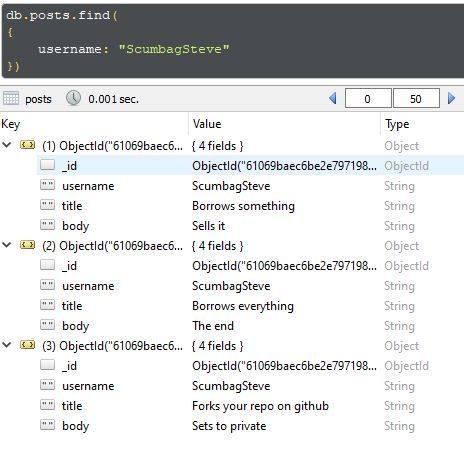 db.posts.find(
{
username: "ScumbagSteve"
})
posts 0.001 sec. 0 50
Key Value Type
(1) ObjectId("61069baec6... { 4 fields } Object
_id ObjectId("61069baec6be2e797198... ObjectId
"" username ScumbagSteve String
"" title Borrows something String
"" body Sells it String
(2) ObjectId("61069baec6... { 4 fields } Object
_id ObjectId("61069baec6be2e797198... ObjectId
"" username ScumbagSteve String
"" title Borrows everything String
"" body The end String
(3) ObjectId("61069baec6... { 4 fields } Object
_id ObjectId("61069baec6be2e797198... ObjectId
"" username ScumbagSteve String
"" title Forks your repo on github String
"" body Sets to private String